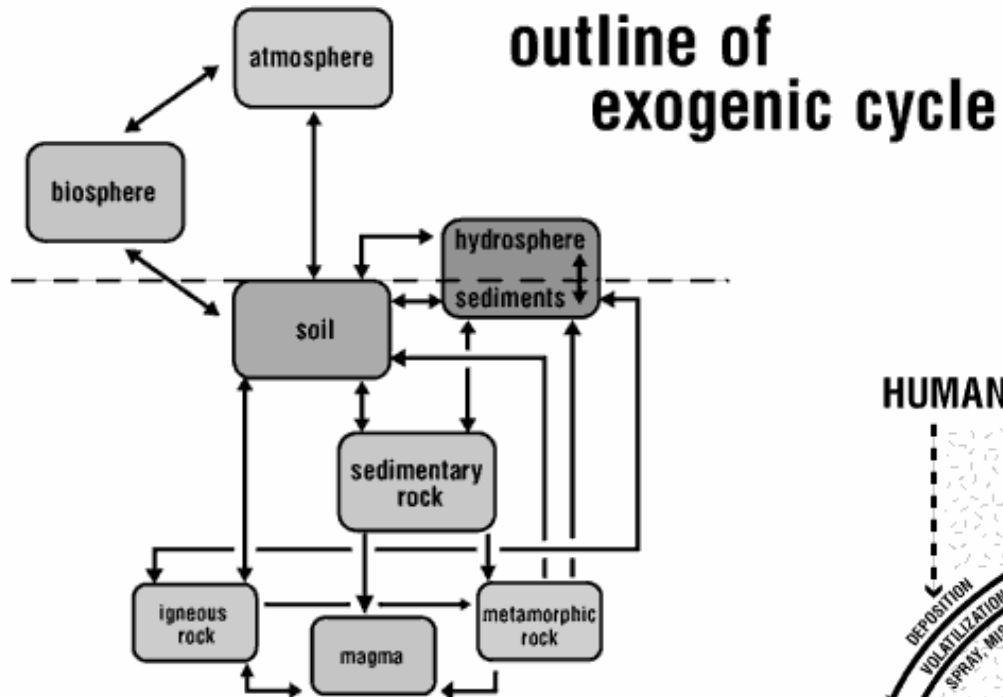 outline of
exogenic cycle
atmosphere
biosphere
hydrosphere
sediments
soil
sedimentary
rock
igneous
rock
metamorphic
rock
magma
HUMAN
DEPOSITION
VOLATILIZATION
SPRAY,